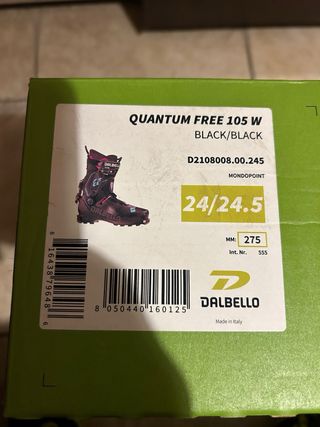 QUANTUM FREE 105 W
BLACK/BLACK
D2108008.00.245
MONDOPOINT
24/24.5
MM: 275
Int. Nr. 555
DALBELLO
Made in Italy
8 050440 160125